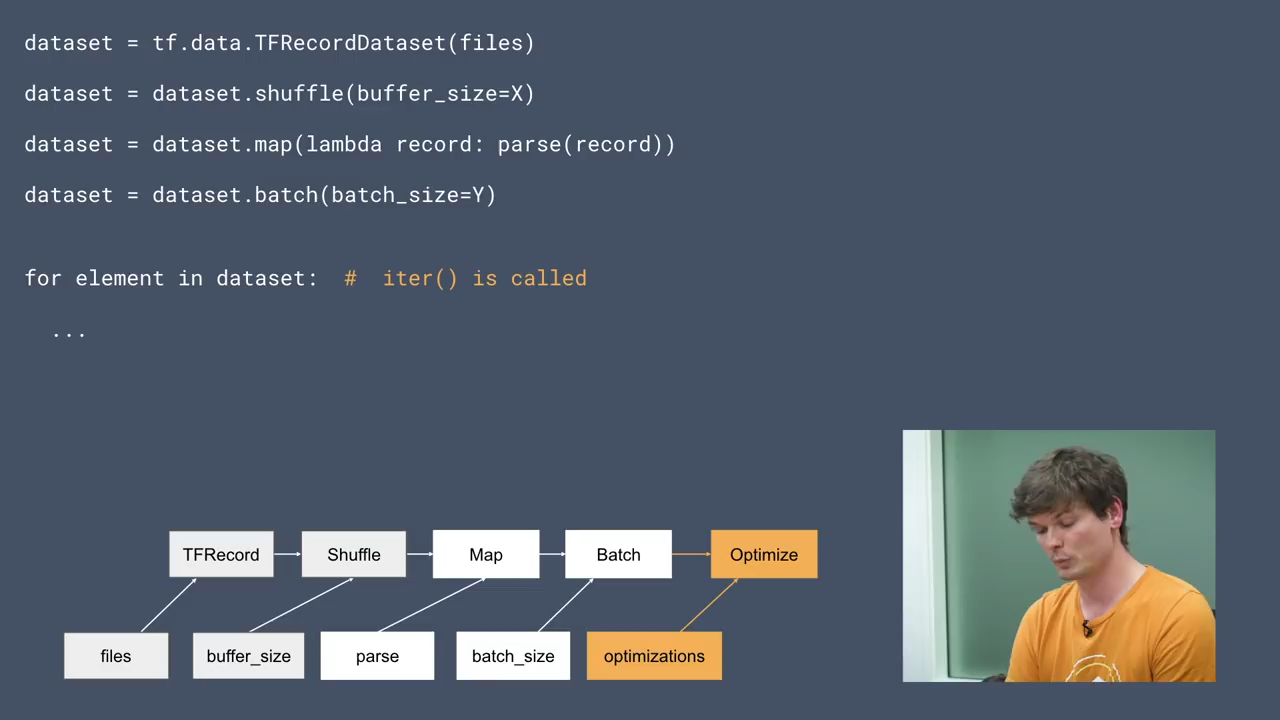 dataset = tf.data.TFRecordDataset(files)
dataset = dataset.shuffle(buffer_size=X)
dataset = dataset.map(lambda record: parse(record))
dataset = dataset.batch(batch_size=Y)
for element in dataset:  #  iter() is called
...
TFRecord
Shuffle
Map
Batch
Optimize
files
buffer_size
parse
batch_size
optimizations